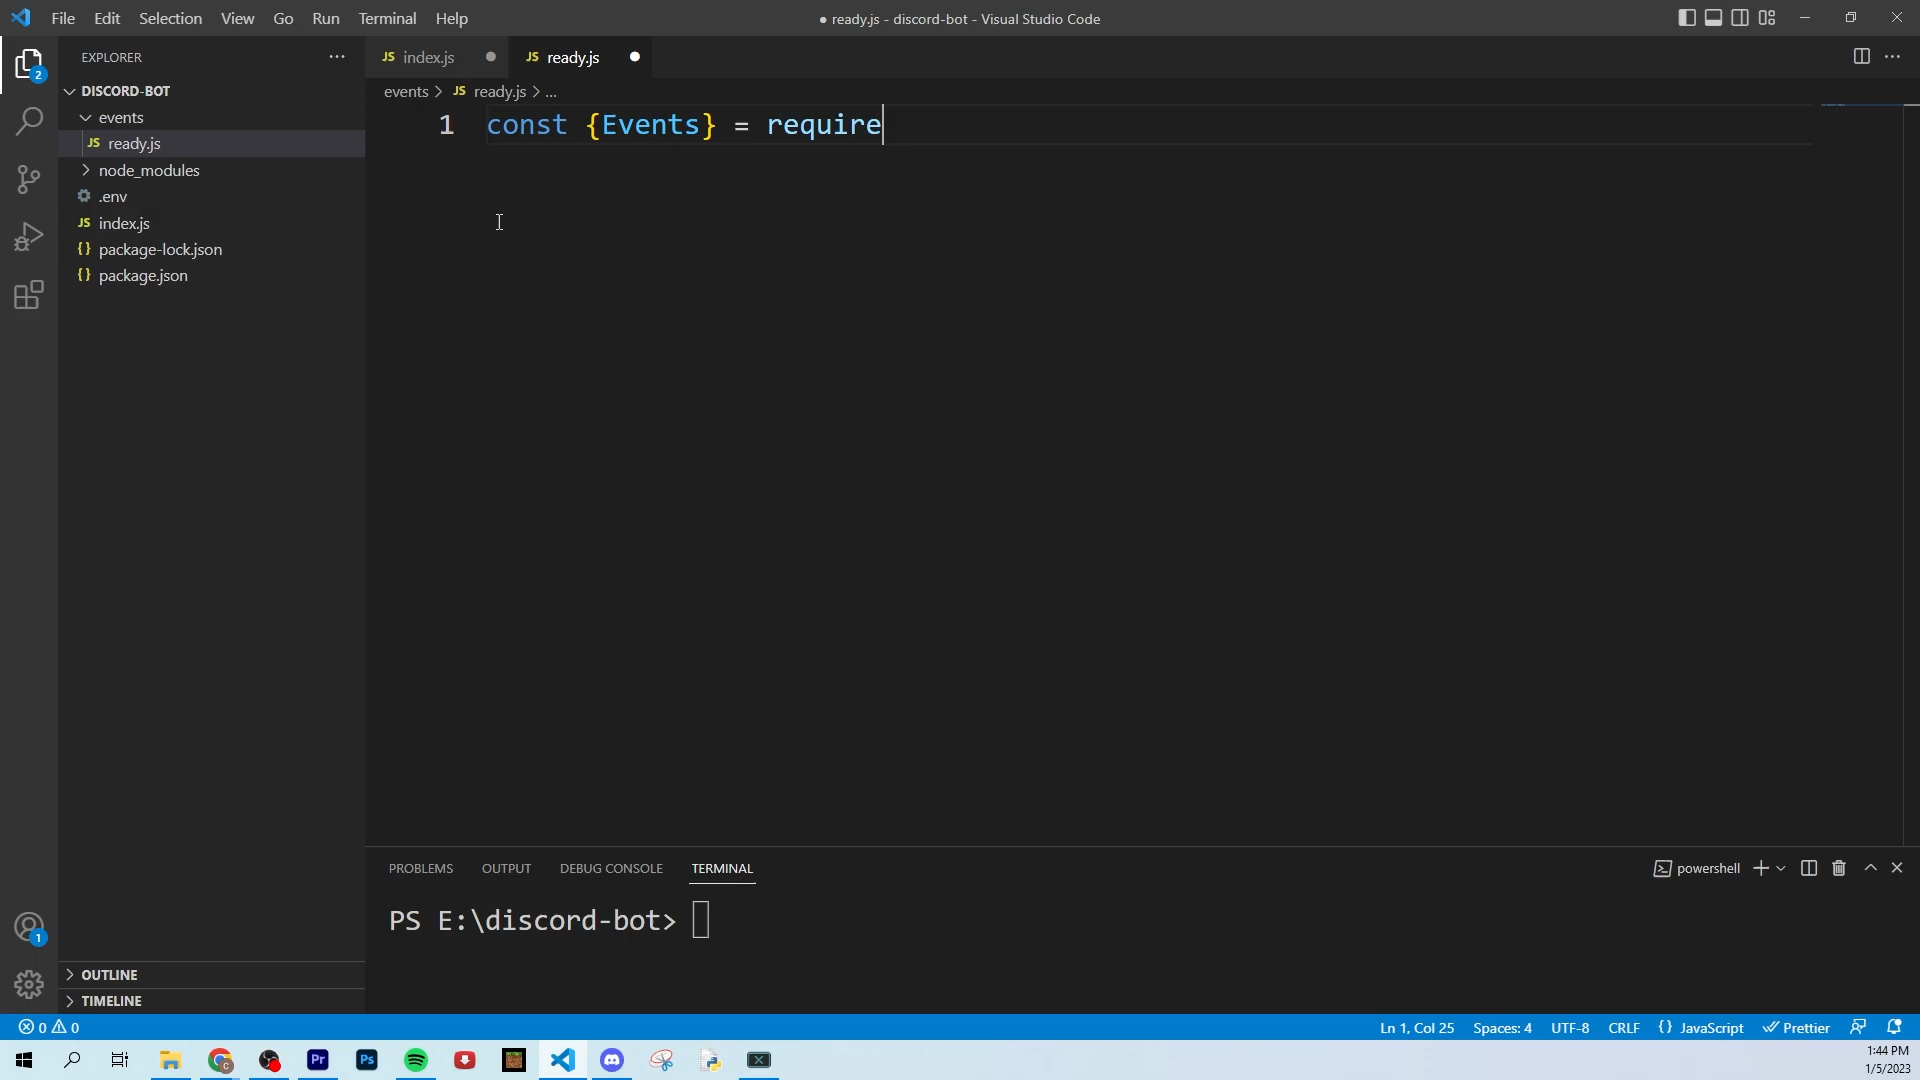 File Edit Selection View Go Run Terminal Help
● ready.js - discord-bot - Visual Studio Code
EXPLORER
JS index.js
JS ready.js
2
DISCORD-BOT
events > JS ready.js > ...
events
1 const {Events} = require
JS ready.js
node_modules
.env
JS index.js
{} package-lock.json
{} package.json
PROBLEMS OUTPUT DEBUG CONSOLE TERMINAL
powershell
PS E:\discord-bot>
1
OUTLINE
TIMELINE
0 0
Ln 1, Col 25 Spaces: 4 UTF-8 CRLF {} JavaScript Prettier
Pr Ps
1:44 PM
1/5/2023